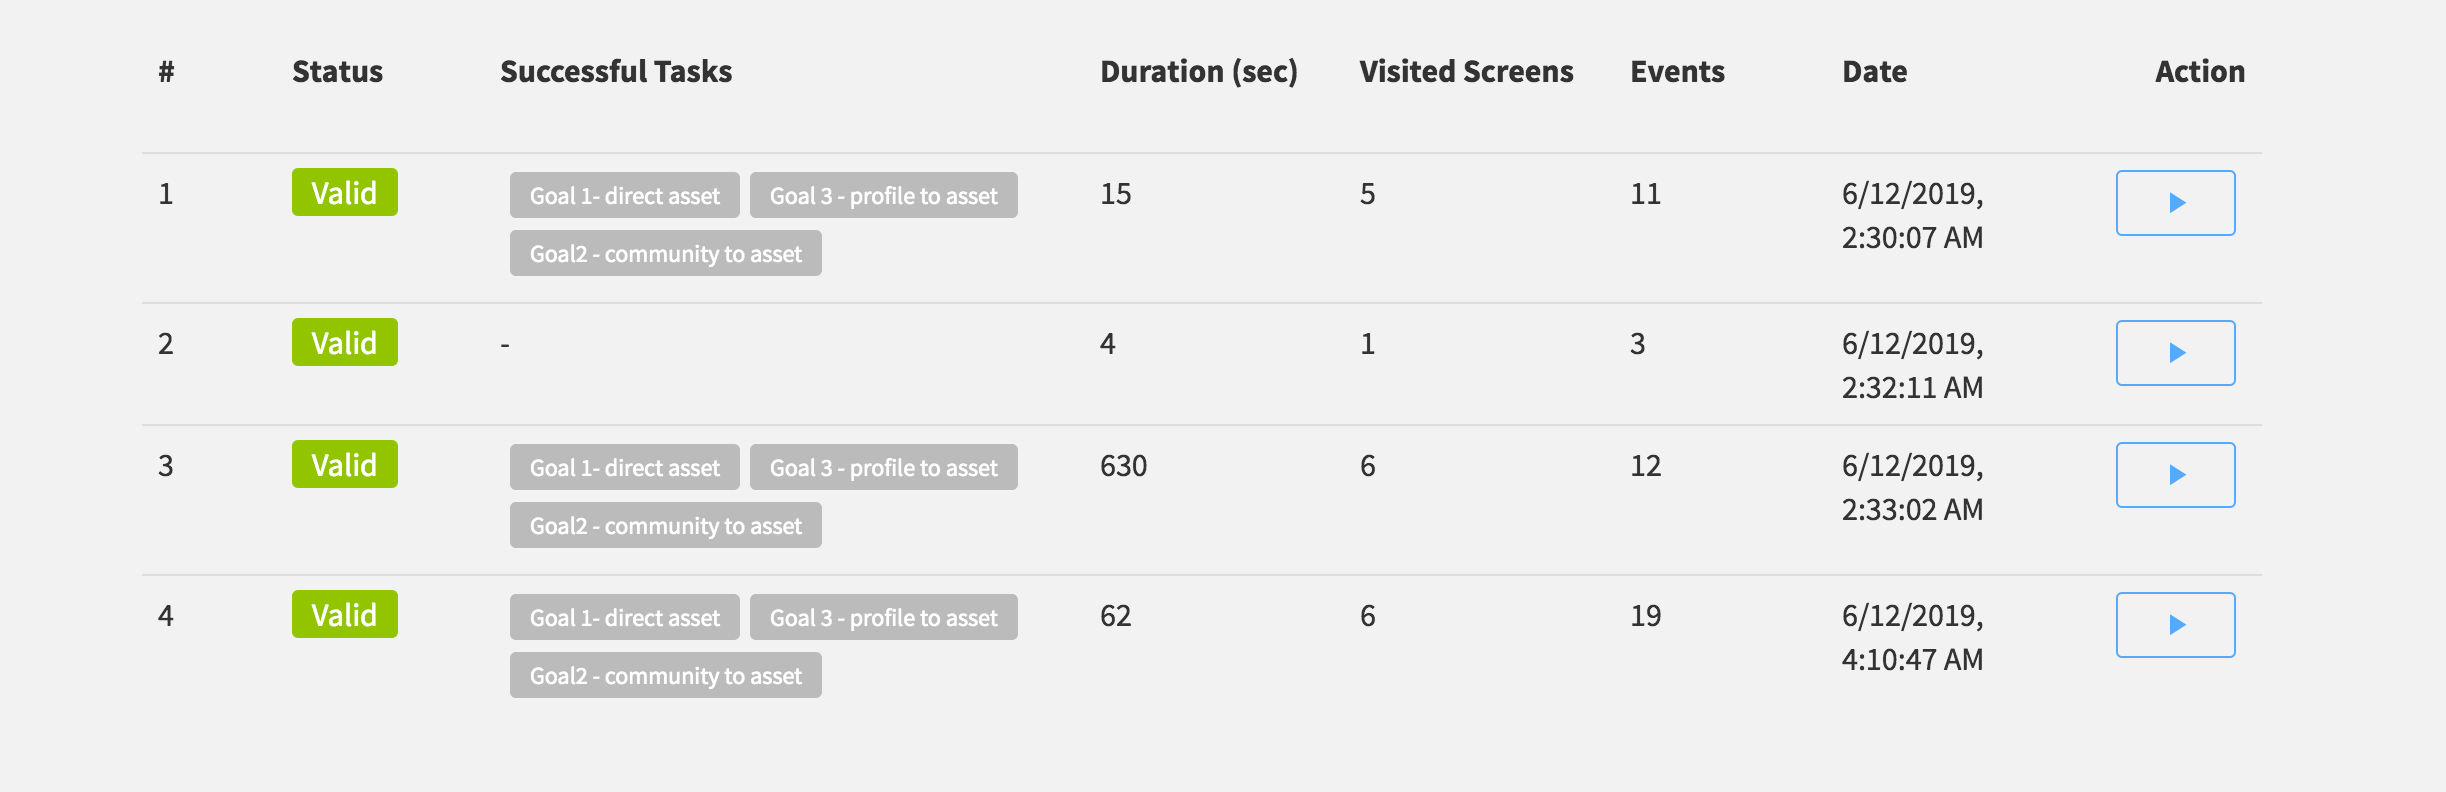 # Status Successful Tasks Duration (sec) Visited Screens Events Date Action
1 Valid Goal 1- direct asset Goal 3 - profile to asset 15 5 11 6/12/2019,
2:30:07 AM
Goal2 - community to asset
2 Valid - 4 1 3 6/12/2019,
2:32:11 AM
3 Valid Goal 1- direct asset Goal 3 - profile to asset 630 6 12 6/12/2019,
2:33:02 AM
Goal2 - community to asset
4 Valid Goal 1- direct asset Goal 3 - profile to asset 62 6 19 6/12/2019,
4:10:47 AM
Goal2 - community to asset